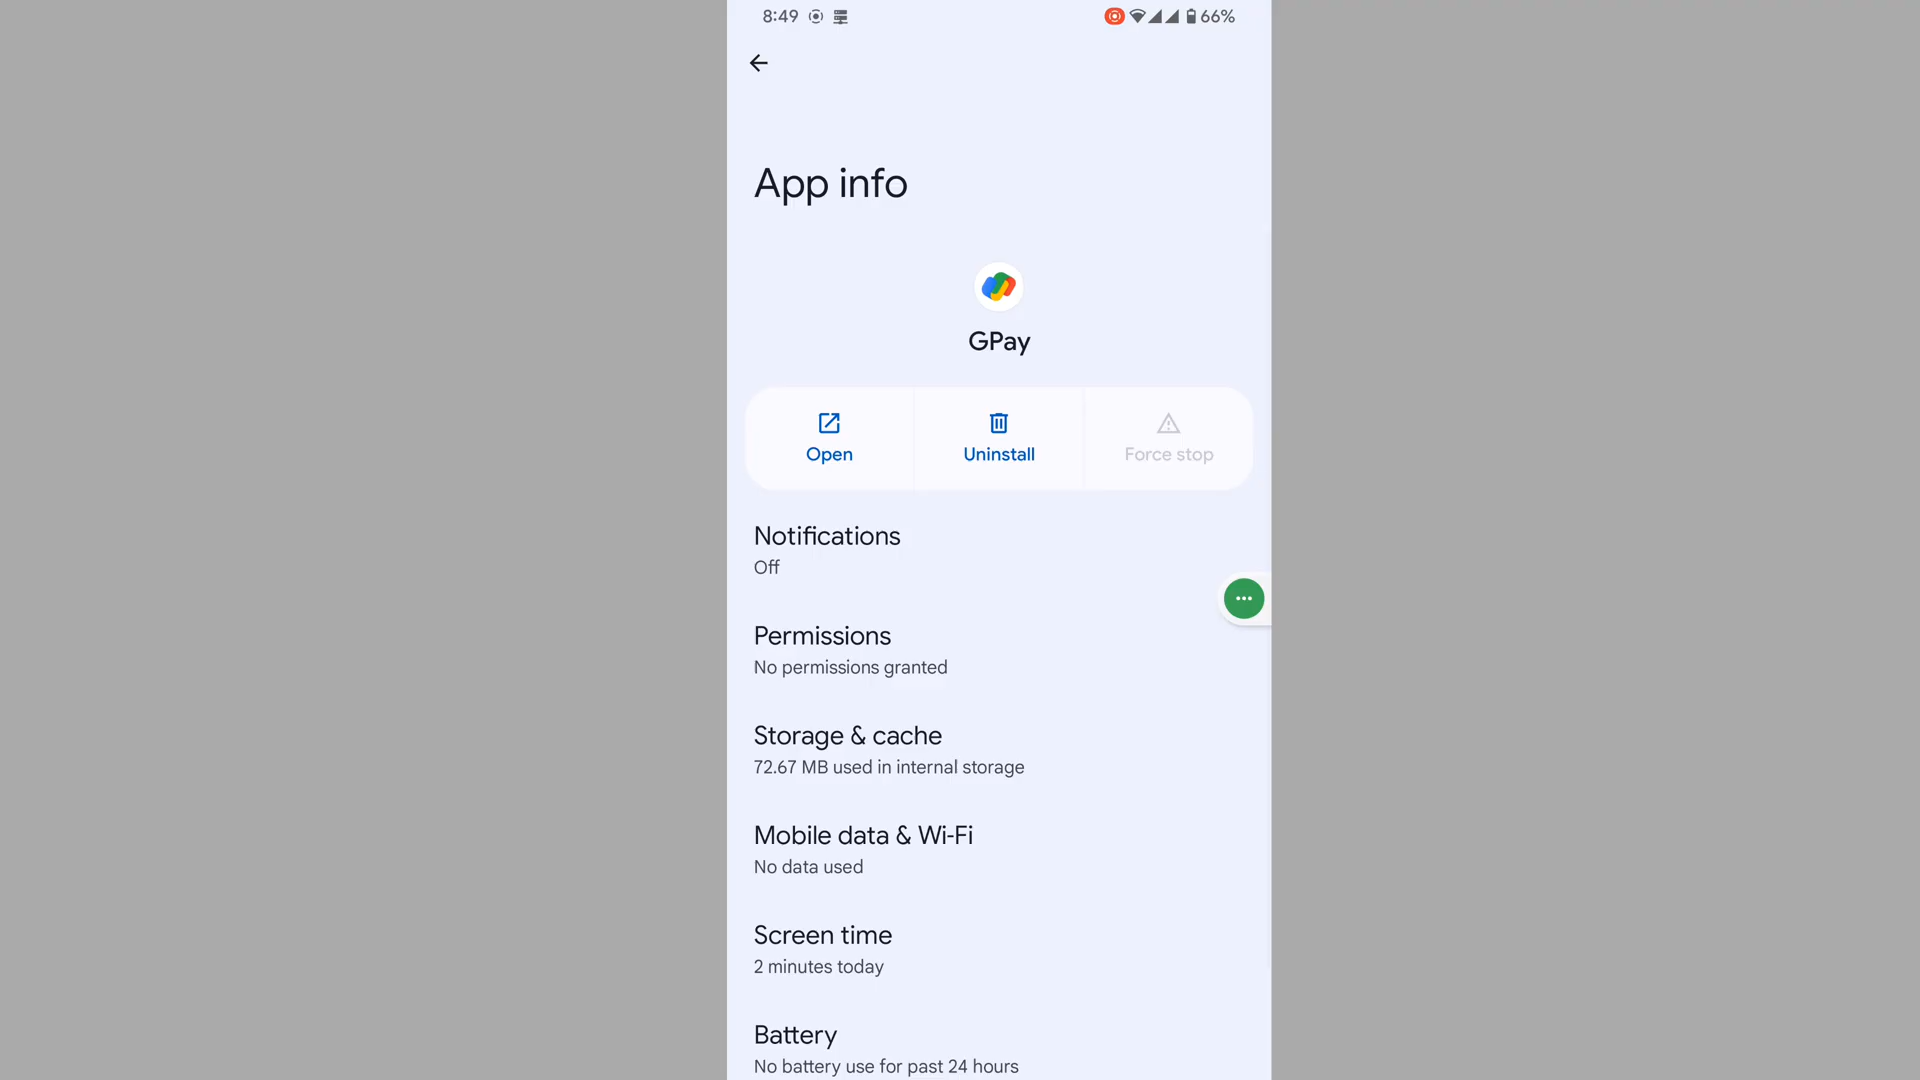 8:49
66%
App info
GPay
Open
Uninstall
Force stop
Notifications
Off
Permissions
No permissions granted
Storage & cache
72.67 MB used in internal storage
Mobile data & Wi-Fi
No data used
Screen time
2 minutes today
Battery
No battery use for past 24 hours